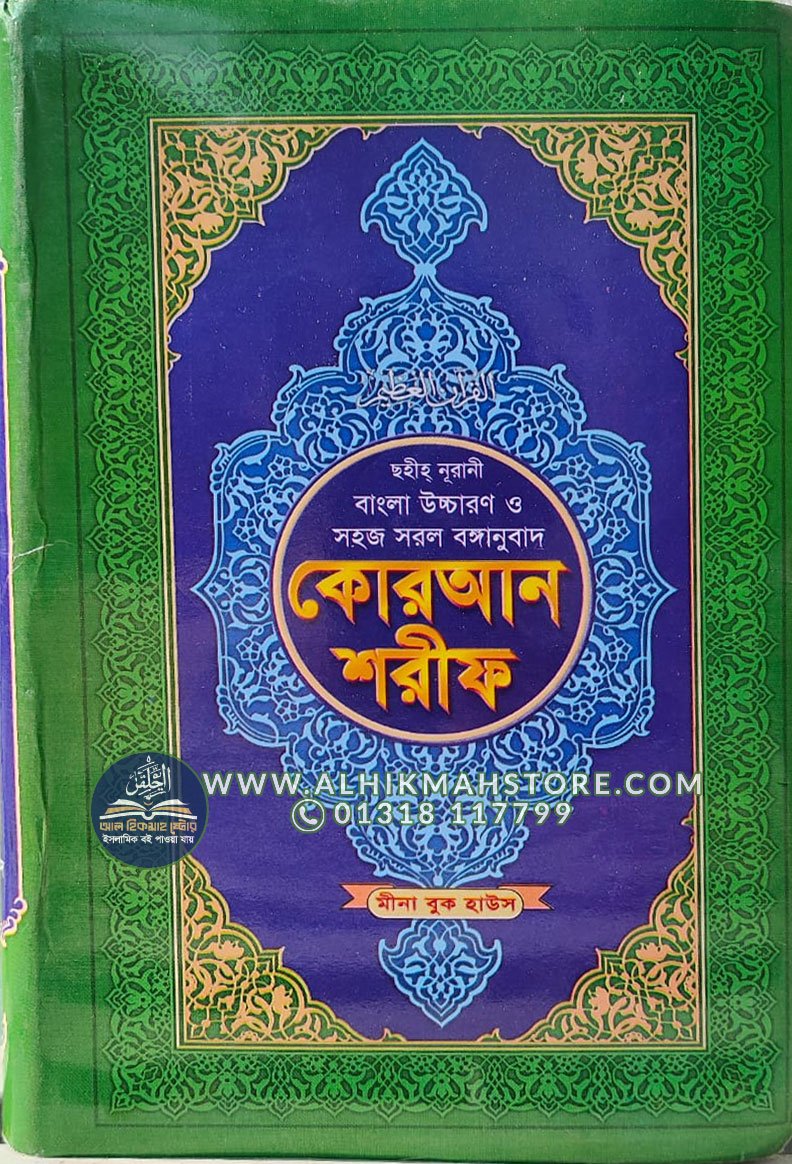 القرآن العظيم
ছহীহ্ নূরানী
বাংলা উচ্চারণ ও
সহজ সরল বঙ্গানুবাদ
কোরআন
শরীফ
WWW.ALHIKMAHSTORE.COM
01318 117799
আল হিকমাহ স্টোর
ইসলামিক বই পাওয়া যায়
মীনা বুক হাউস